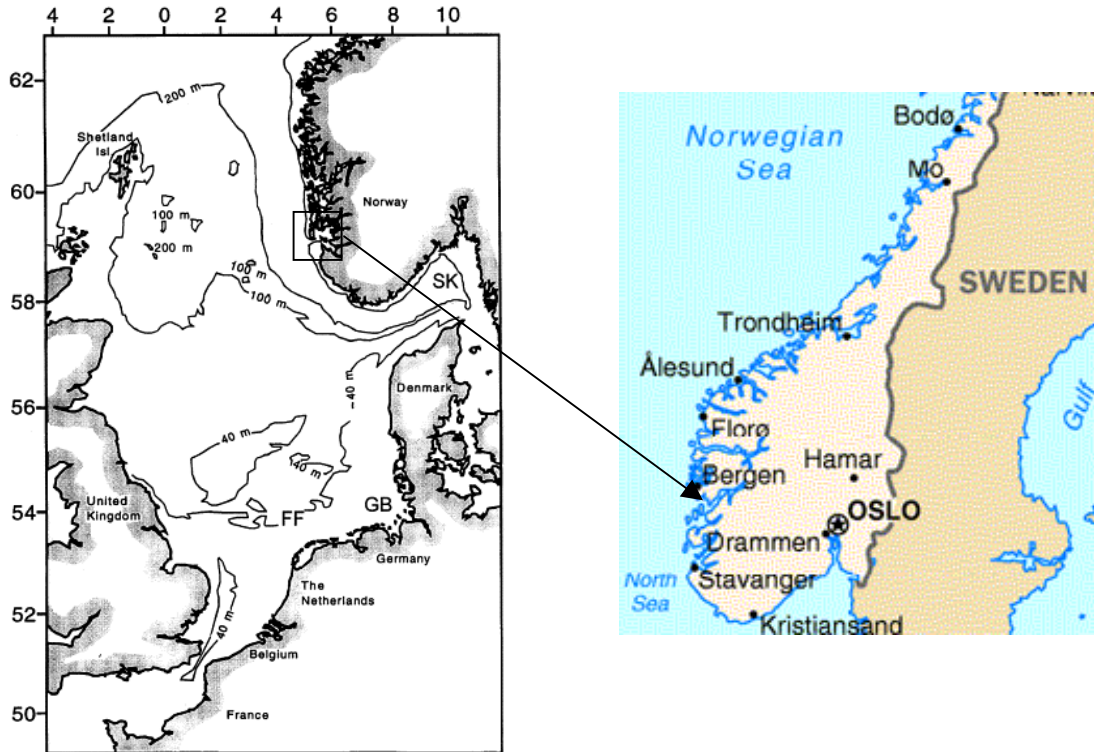 4 2 0 2 4 6 8 10
62
60
58
56
54
52
50
200 m
Shetland
Isl.
100 m
200 m
Norway
100 m
100 m
SK
40 m
Denmark
40 m
40 m
United
Kingdom
FF
GB
Germany
The
Netherlands
40 m
Belgium
France
Bodø
Norwegian
Sea
Mo
SWEDEN
Trondheim
Ålesund
Florø
Gulf
Bergen
Hamar
OSLO
Drammen
North
Sea
Stavanger
Kristiansand